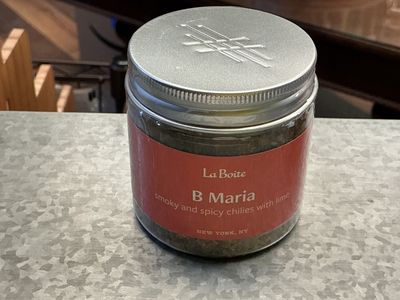 La Boîte
B Maria
smoky and spicy chilies with lime
NEW YORK, NY